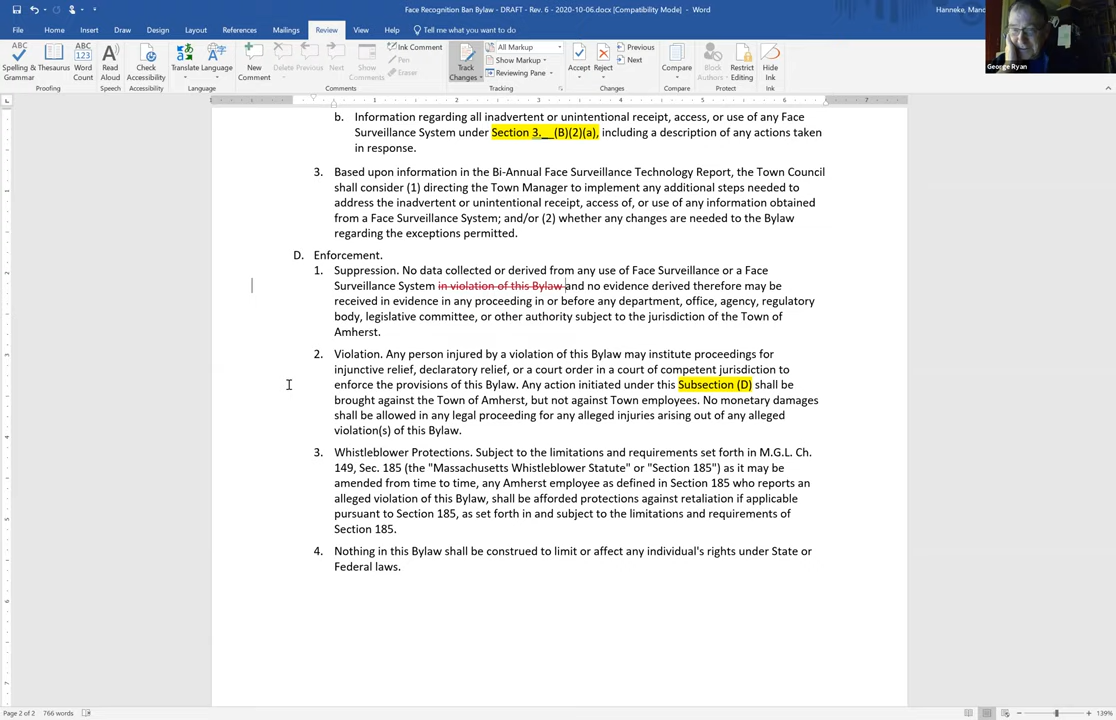 Face Recognition Ban Bylaw - DRAFT - Rev. 6 - 2020-10-06.docx [Compatibility Mode] - Word
Hanneke, Manc
File Home Insert Draw Design Layout References Mailings Review View Help Tell me what you want to do
George Ryan
ABC
ABC
123
Ink Comment
Pen
Eraser
All Markup
Show Markup
Reviewing Pane
Previous
Next
Spelling & Grammar
Thesaurus
Word Count
Read Aloud
Check Accessibility
Translate
Language
New Comment
Delete
Previous
Next
Show Comments
Track Changes
Accept
Reject
Compare
Block Authors
Restrict Editing
Hide Ink
Proofing Speech Accessibility Language Comments Tracking Changes Compare Protect Ink
1 2 3 4 5 6 7
b. Information regarding all inadvertent or unintentional receipt, access, or use of any Face
Surveillance System under Section 3.__(B)(2)(a), including a description of any actions taken
in response.
3. Based upon information in the Bi-Annual Face Surveillance Technology Report, the Town Council
shall consider (1) directing the Town Manager to implement any additional steps needed to
address the inadvertent or unintentional receipt, access of, or use of any information obtained
from a Face Surveillance System; and/or (2) whether any changes are needed to the Bylaw
regarding the exceptions permitted.
D. Enforcement.
1. Suppression. No data collected or derived from any use of Face Surveillance or a Face
Surveillance System in violation of this Bylaw and no evidence derived therefore may be
received in evidence in any proceeding in or before any department, office, agency, regulatory
body, legislative committee, or other authority subject to the jurisdiction of the Town of
Amherst.
2. Violation. Any person injured by a violation of this Bylaw may institute proceedings for
injunctive relief, declaratory relief, or a court order in a court of competent jurisdiction to
enforce the provisions of this Bylaw. Any action initiated under this Subsection (D) shall be
brought against the Town of Amherst, but not against Town employees. No monetary damages
shall be allowed in any legal proceeding for any alleged injuries arising out of any alleged
violation(s) of this Bylaw.
3. Whistleblower Protections. Subject to the limitations and requirements set forth in M.G.L. Ch.
149, Sec. 185 (the "Massachusetts Whistleblower Statute" or "Section 185") as it may be
amended from time to time, any Amherst employee as defined in Section 185 who reports an
alleged violation of this Bylaw, shall be afforded protections against retaliation if applicable
pursuant to Section 185, as set forth in and subject to the limitations and requirements of
Section 185.
4. Nothing in this Bylaw shall be construed to limit or affect any individual's rights under State or
Federal laws.
Page 2 of 2 766 words
139%